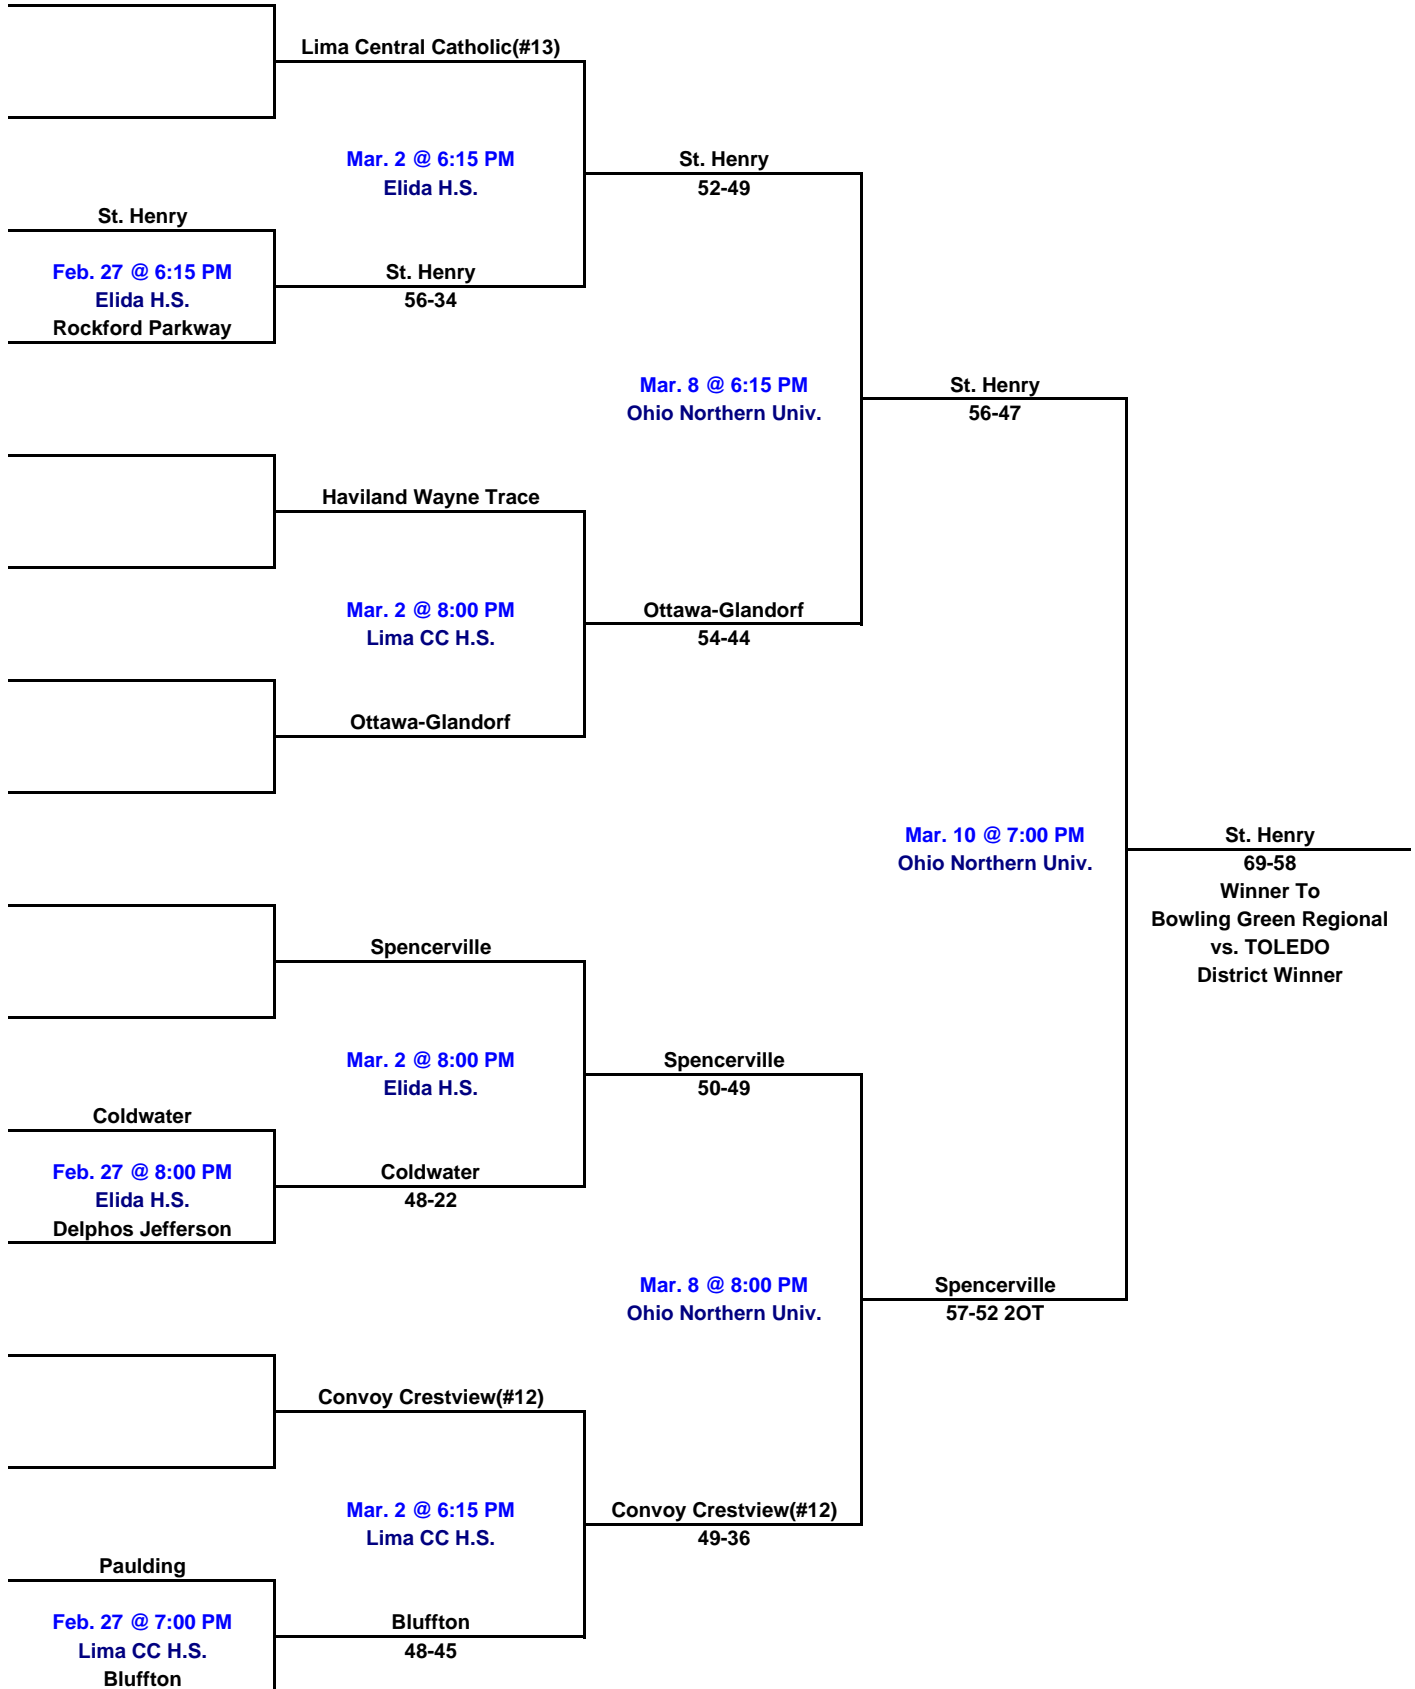 Lima Central Catholic(#13)
Mar. 2 @ 6:15 PM
Elida H.S.
St. Henry
52-49
St. Henry
Feb. 27 @ 6:15 PM
Elida H.S.
Rockford Parkway
St. Henry
56-34
Mar. 8 @ 6:15 PM
Ohio Northern Univ.
St. Henry
56-47
Haviland Wayne Trace
Mar. 2 @ 8:00 PM
Lima CC H.S.
Ottawa-Glandorf
54-44
Ottawa-Glandorf
Mar. 10 @ 7:00 PM
Ohio Northern Univ.
St. Henry
69-58
Winner To
Bowling Green Regional
vs. TOLEDO
District Winner
Spencerville
Mar. 2 @ 8:00 PM
Elida H.S.
Spencerville
50-49
Coldwater
Feb. 27 @ 8:00 PM
Elida H.S.
Delphos Jefferson
Coldwater
48-22
Mar. 8 @ 8:00 PM
Ohio Northern Univ.
Spencerville
57-52 2OT
Convoy Crestview(#12)
Mar. 2 @ 6:15 PM
Lima CC H.S.
Convoy Crestview(#12)
49-36
Paulding
Feb. 27 @ 7:00 PM
Lima CC H.S.
Bluffton
Bluffton
48-45